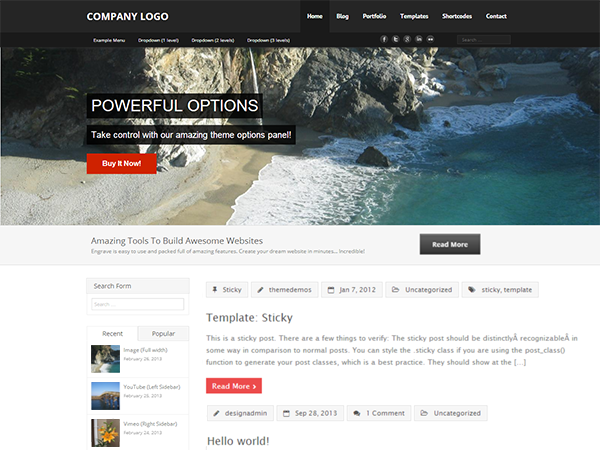 COMPANY LOGO
Home Blog Portfolio Templates Shortcodes Contact
Example Menu Dropdown (1 level) Dropdown (2 levels) Dropdown (3 levels)
Search ...
POWERFUL OPTIONS
Take control with our amazing theme options panel!
Buy It Now!
Amazing Tools To Build Awesome Websites
Engrave is easy to use and packed full of amazing features. Create your dream website in minutes... Incredible!
Read More
Search Form
Search ...
Recent Popular
Image (Full width)
February 28, 2013
YouTube (Left Sidebar)
February 26, 2013
Vimeo (Right Sidebar)
February 24, 2013
Sticky themedemos Jan 7, 2012 Uncategorized sticky, template
Template: Sticky
This is a sticky post. There are a few things to verify: The sticky post should be distinctlyÂ recognizableÂ in
some way in comparison to normal posts. You can style the .sticky class if you are using the post_class()
function to generate your post classes, which is a best practice. They should show at the […]
Read More
designadmin Sep 28, 2013 1 Comment Uncategorized
Hello world!